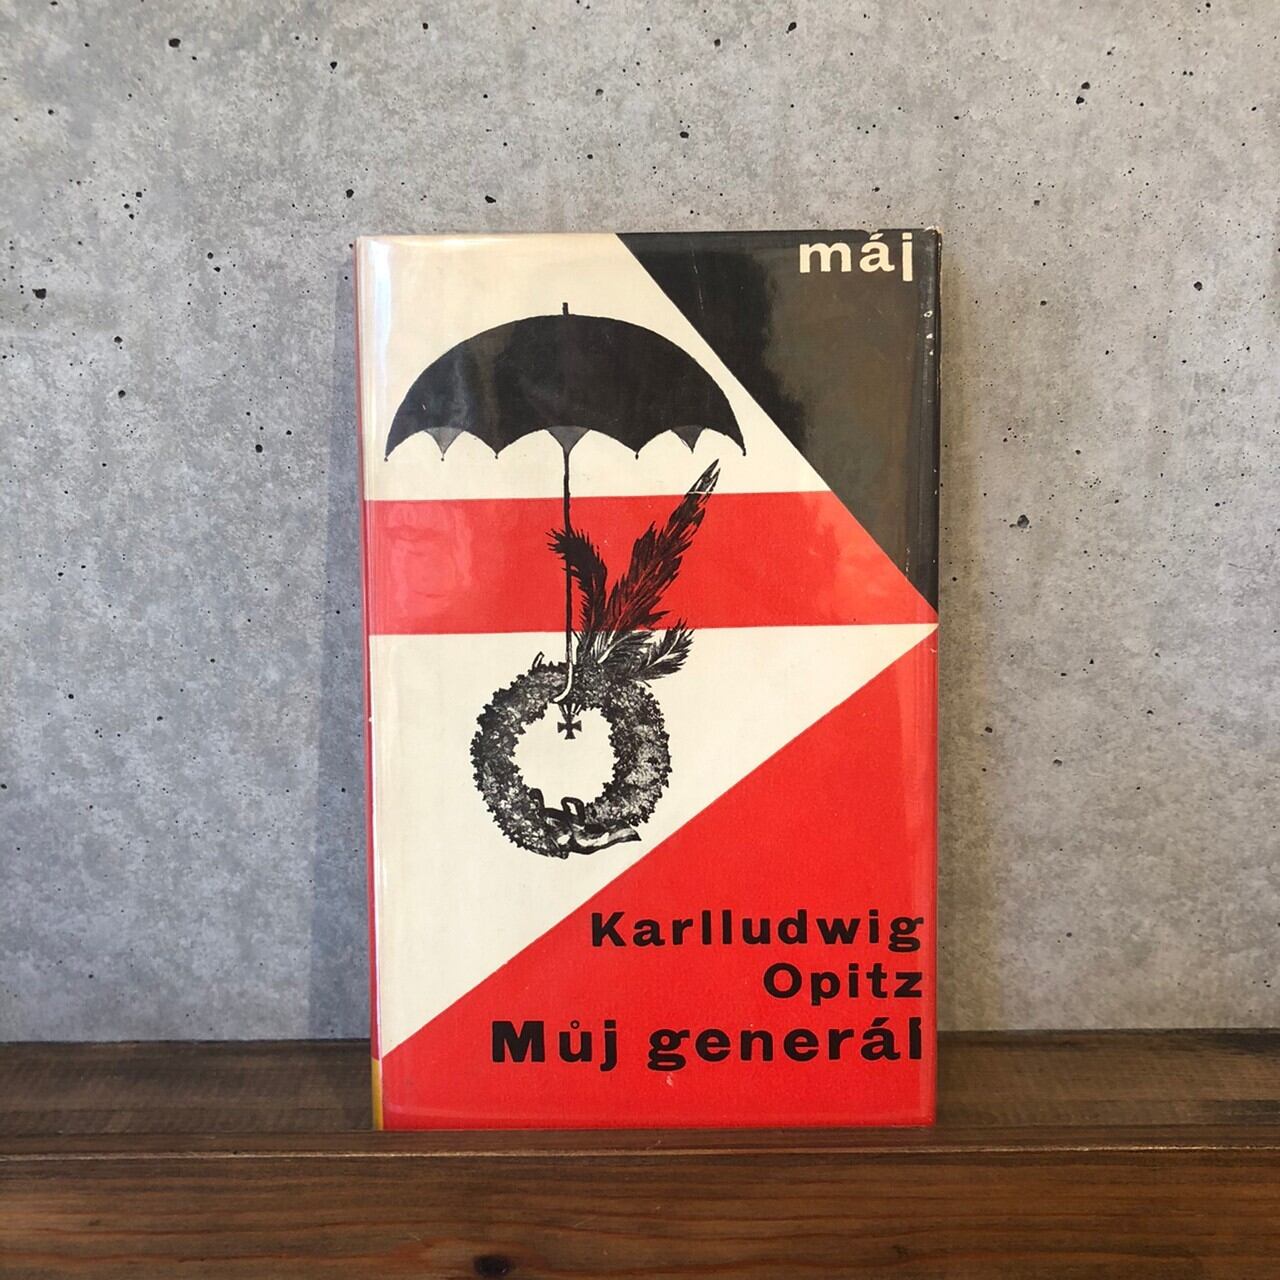 máj
Karlludwig
Opitz
Můj generál